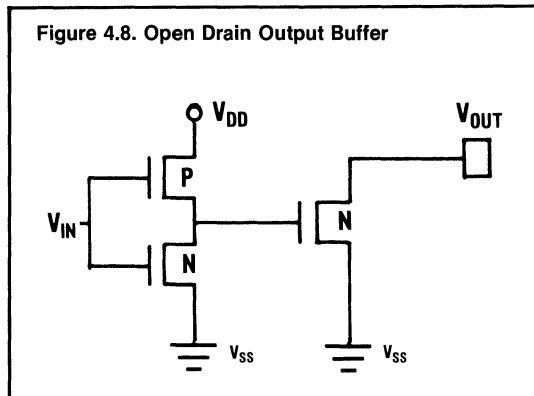 Figure 4.8. Open Drain Output Buffer
VDD
VOUT
P
VIN
N
N
VSS
VSS